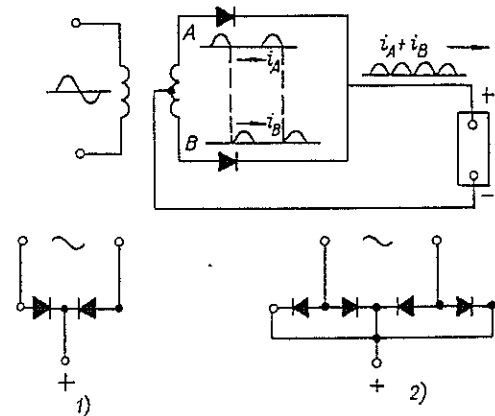 A
i_A
i_A + i_B
i_B
B
+
−
∼
∼
+
+
1)
2)